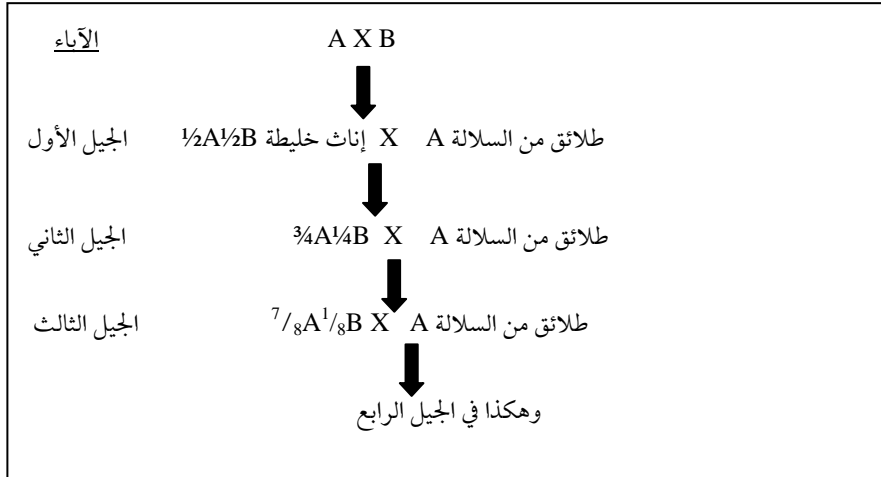 الآباء A X B
طلائق من السلالة A X إناث خليطة ½A½B الجيل الأول
طلائق من السلالة A X ¾A¼B الجيل الثاني
طلائق من السلالة A X ⁷/₈A¹/₈B الجيل الثالث
وهكذا في الجيل الرابع